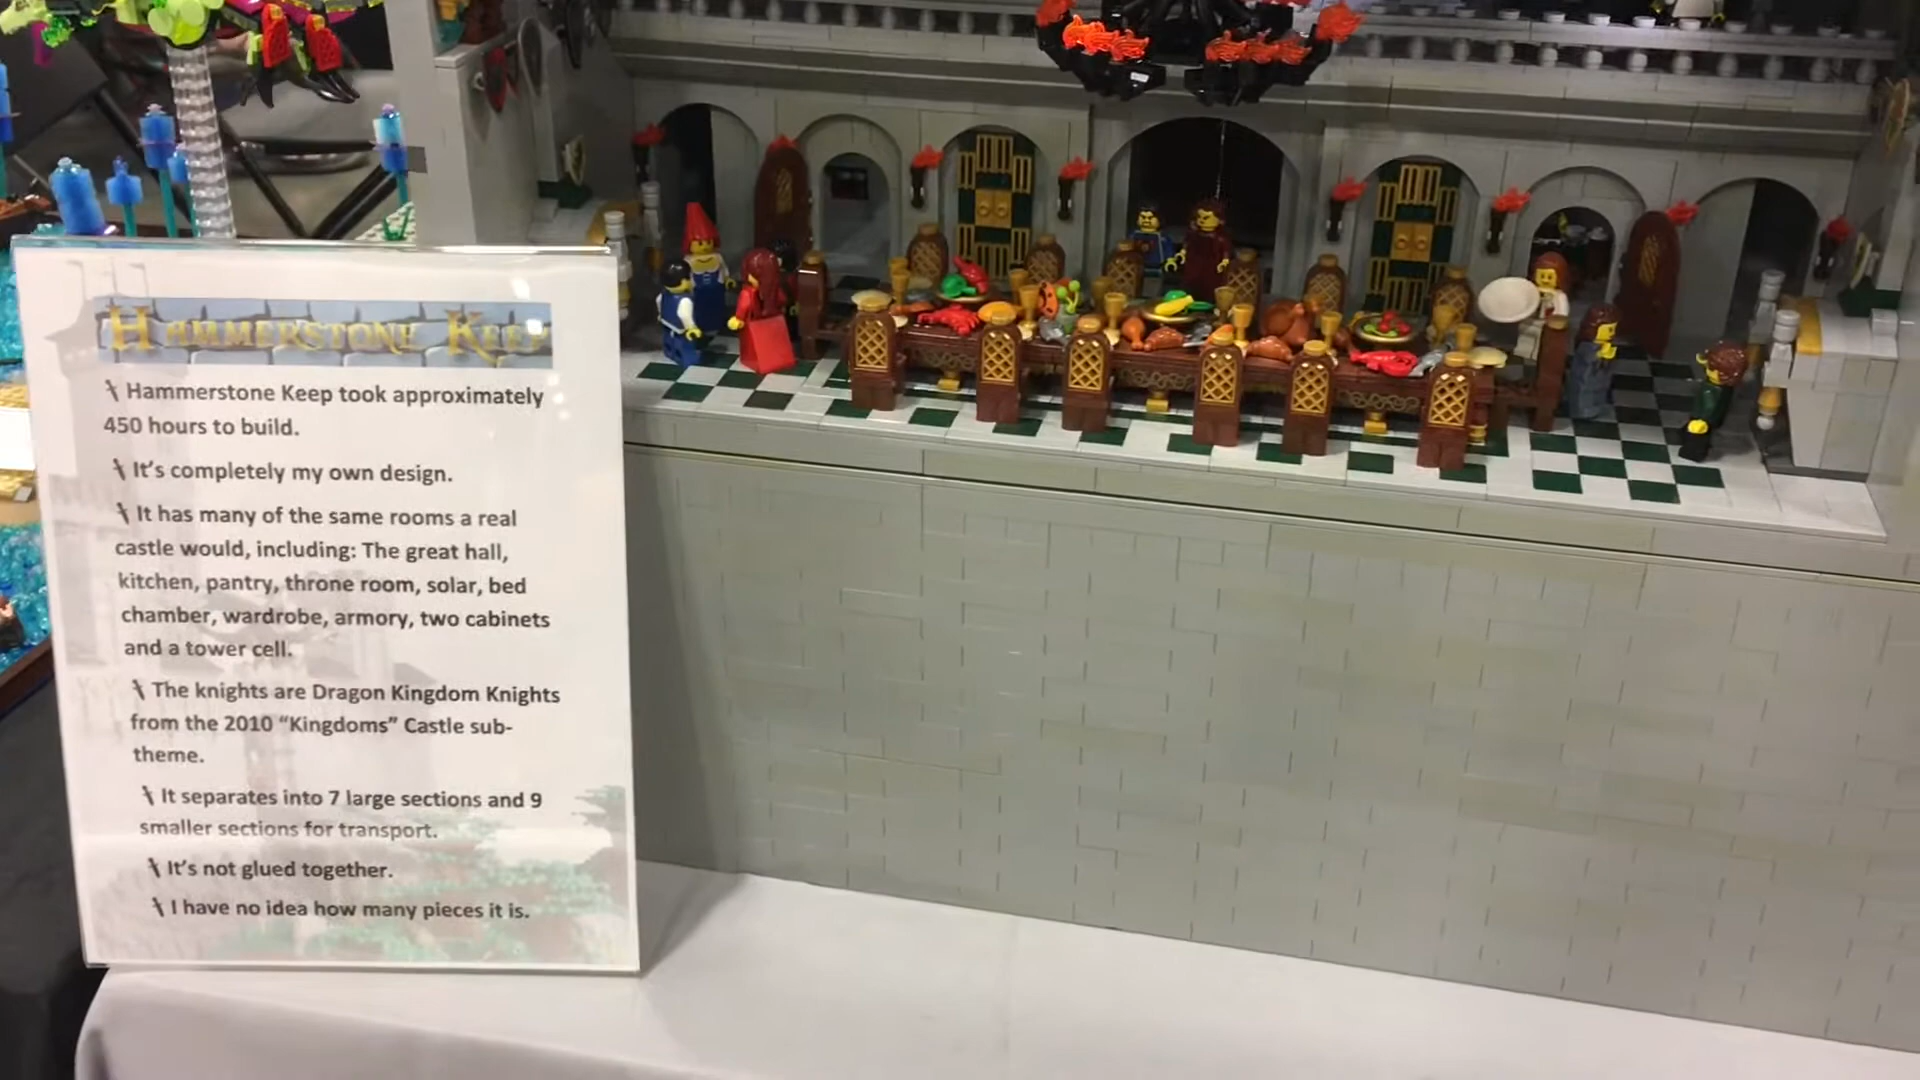 HAMMERSTONE KEEP
Hammerstone Keep took approximately
450 hours to build.
It's completely my own design.
It has many of the same rooms a real
castle would, including: The great hall,
kitchen, pantry, throne room, solar, bed
chamber, wardrobe, armory, two cabinets
and a tower cell.
The knights are Dragon Kingdom Knights
from the 2010 “Kingdoms” Castle sub-
theme.
It separates into 7 large sections and 9
smaller sections for transport.
It's not glued together.
I have no idea how many pieces it is.